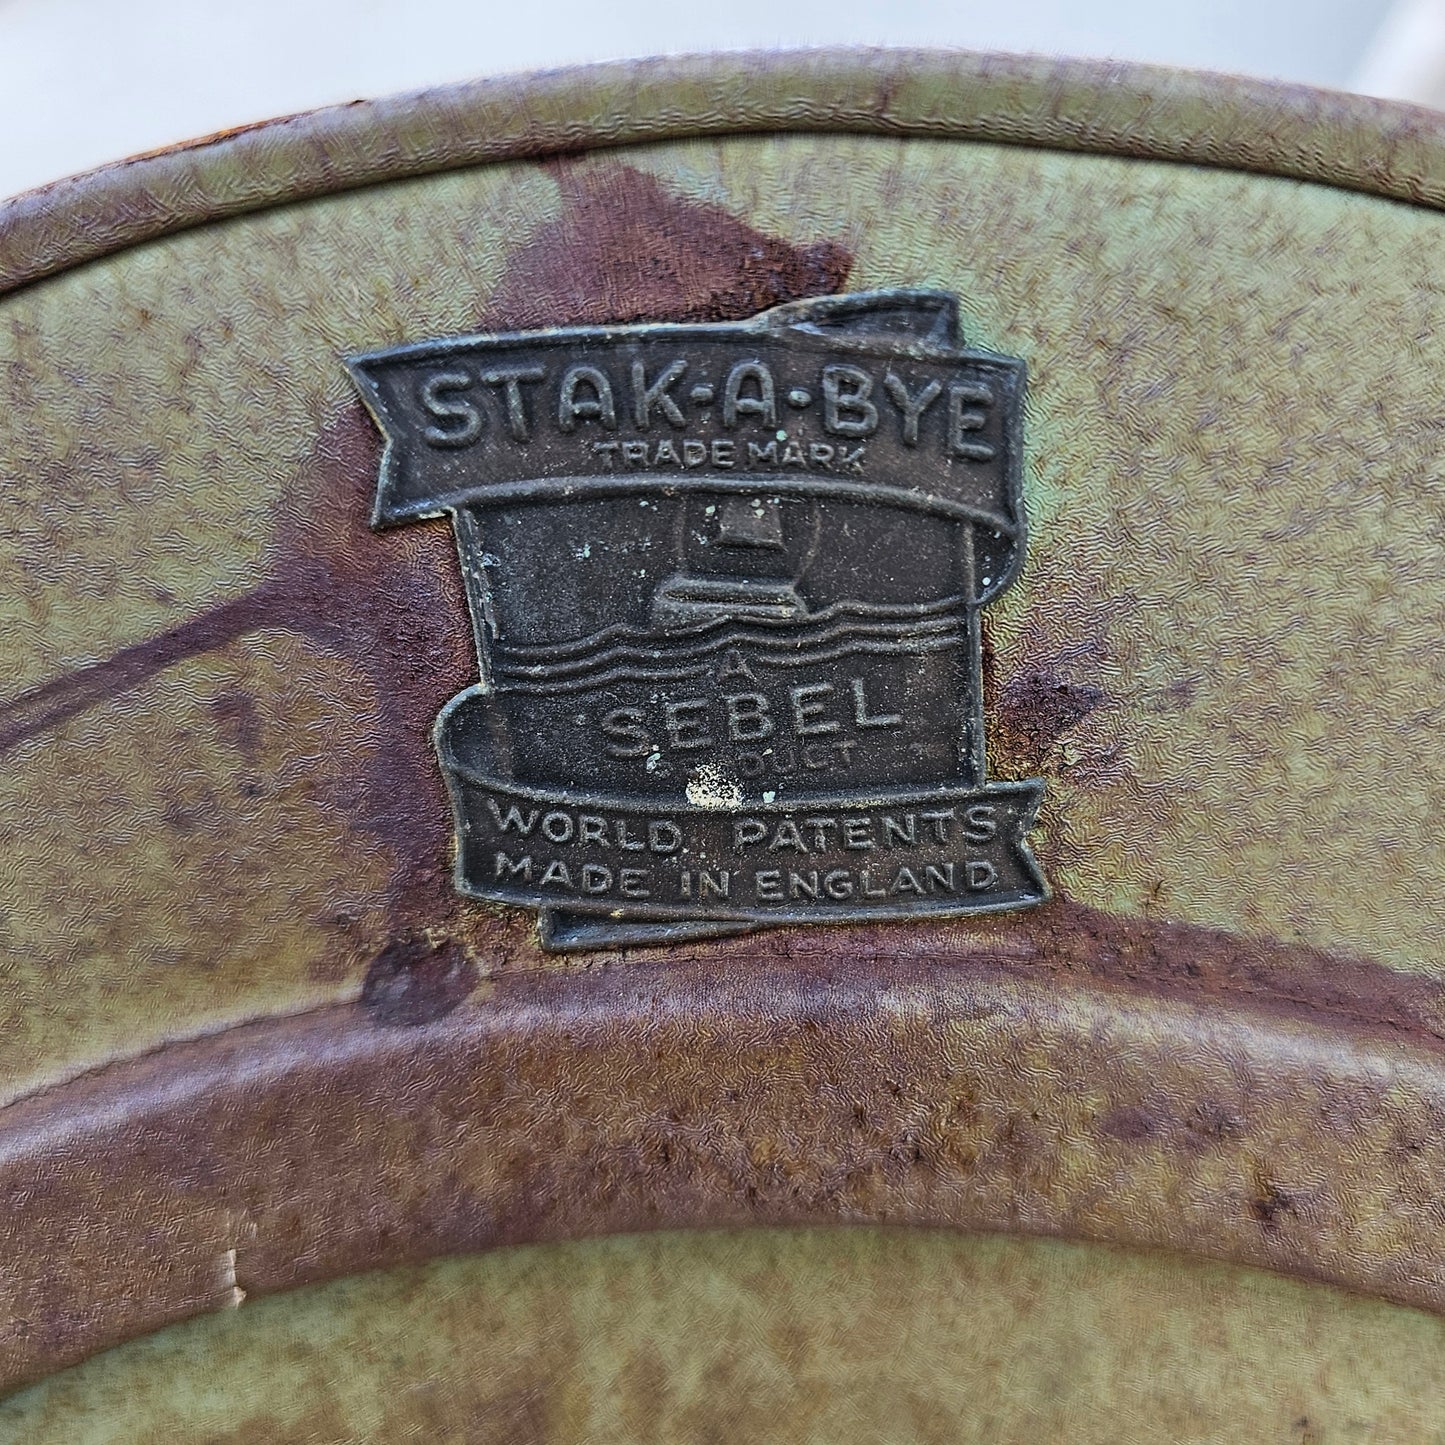 STAK·A·BYE
TRADE MARK
A
SEBEL
WORLD PATENTS
MADE IN ENGLAND